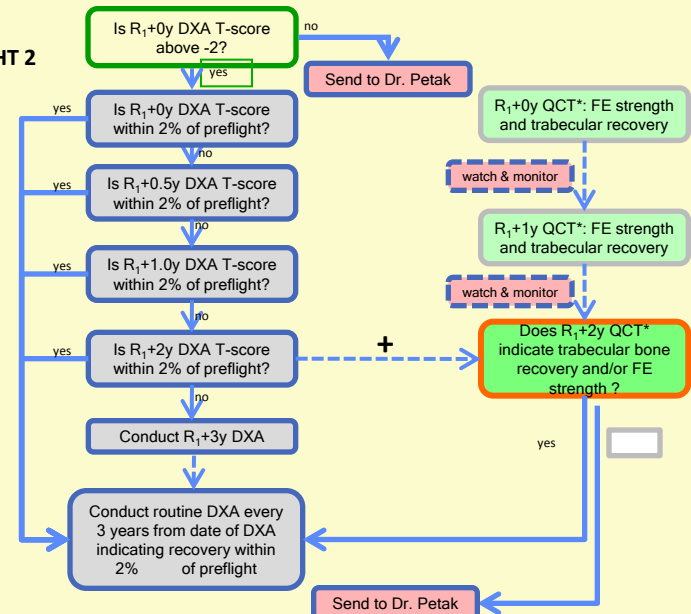 HT 2
Is R₁+0y DXA T-score
above -2?
no
yes
Send to Dr. Petak
yes
Is R₁+0y DXA T-score
within 2% of preflight?
no
R₁+0y QCT*: FE strength
and trabecular recovery
watch & monitor
yes
Is R₁+0.5y DXA T-score
within 2% of preflight?
no
R₁+1y QCT*: FE strength
and trabecular recovery
yes
Is R₁+1.0y DXA T-score
within 2% of preflight?
no
watch & monitor
yes
Is R₁+2y DXA T-score
within 2% of preflight?
no
+
Does R₁+2y QCT*
indicate trabecular bone
recovery and/or FE
strength ?
Conduct R₁+3y DXA
yes
Conduct routine DXA every
3 years from date of DXA
indicating recovery within
2% of preflight
Send to Dr. Petak